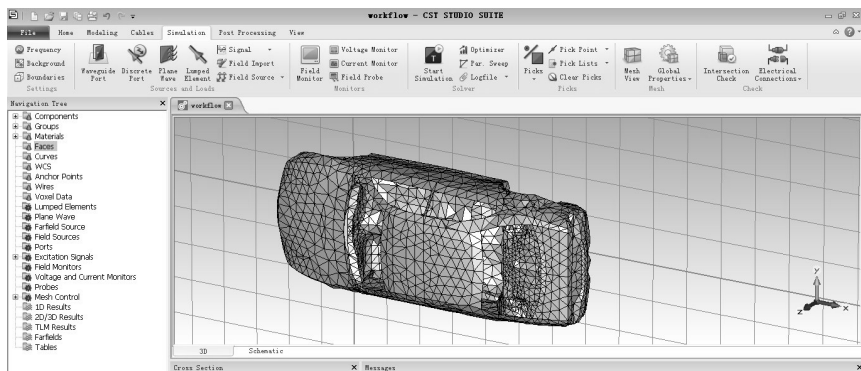 workflow - CST STUDIO SUITE
File Home Modeling Cables Simulation Post Processing View
Frequency
Background
Boundaries
Settings
Waveguide Port
Discrete Port
Plane Wave
Lumped Element
Signal
Field Import
Field Source
Sources and Loads
Field Monitor
Voltage Monitor
Current Monitor
Field Probe
Monitors
Start Simulation
Optimizer
Par. Sweep
Logfile
Solver
Picks
Pick Point
Pick Lists
Clear Picks
Picks
Mesh View
Global Properties
Mesh
Intersection Check
Electrical Connections
Check
Navigation Tree
workflow
Components
Groups
Materials
Faces
Curves
WCS
Anchor Points
Wires
Voxel Data
Lumped Elements
Plane Wave
Farfield Source
Field Sources
Ports
Excitation Signals
Field Monitors
Voltage and Current Monitors
Probes
Mesh Control
1D Results
2D/3D Results
TLM Results
Farfields
Tables
y
z
x
3D Schematic
Cross Section
Messages